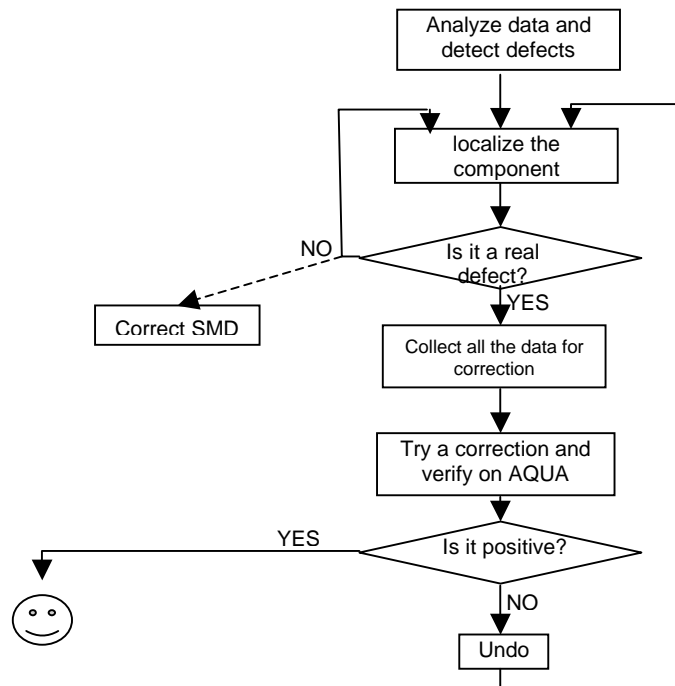 Analyze data and
detect defects
localize the
component
NO
Is it a real
defect?
YES
Correct SMD
Collect all the data for
correction
Try a correction and
verify on AQUA
YES
Is it positive?
NO
Undo